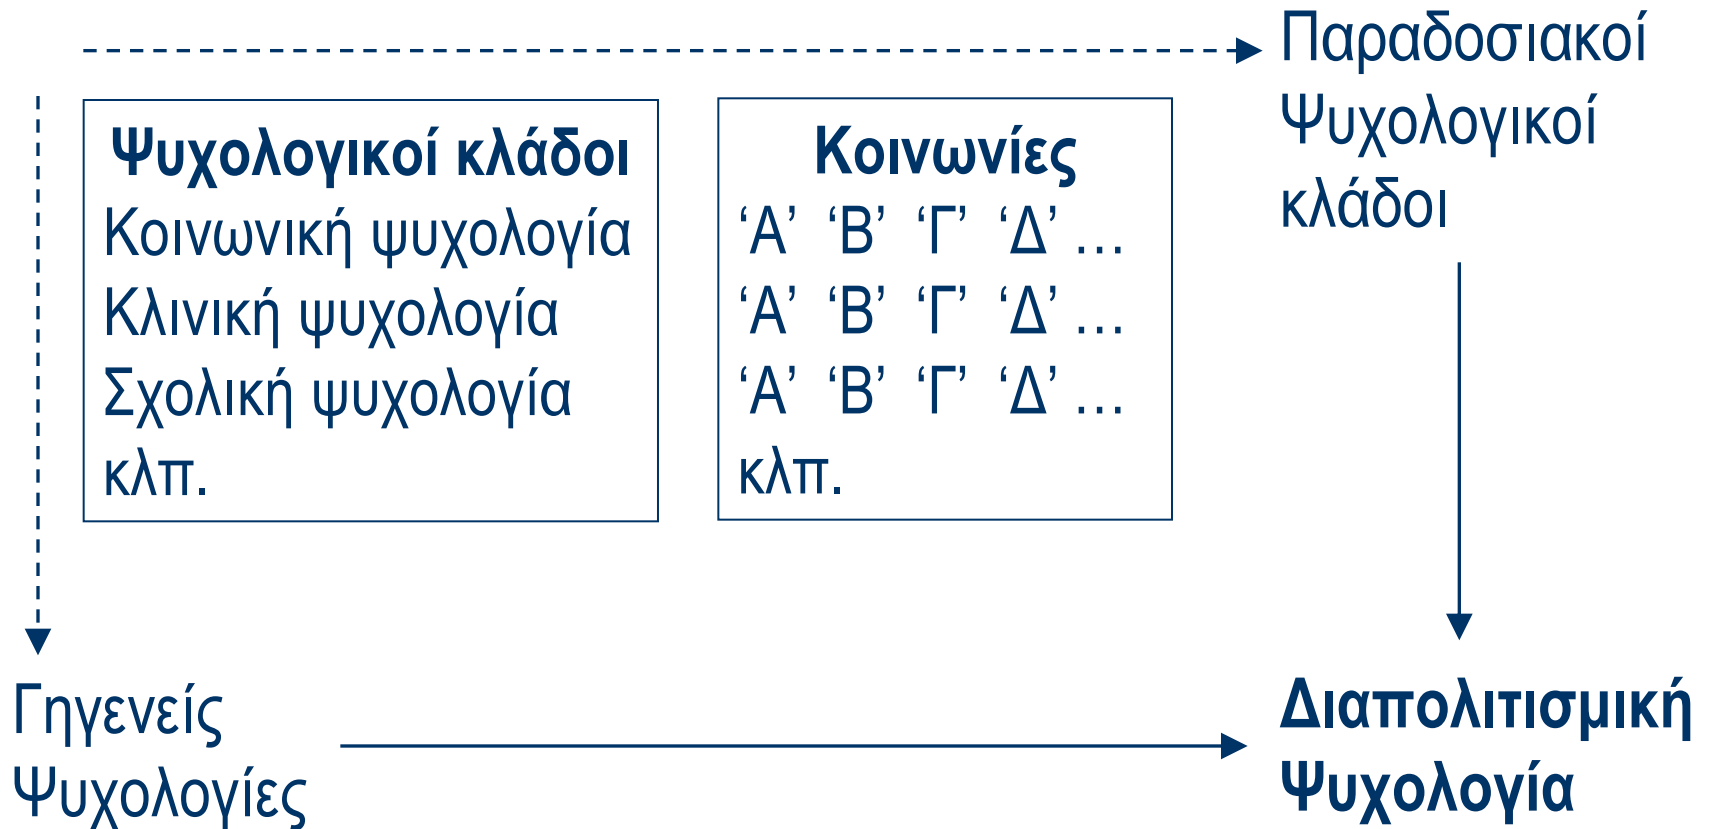 Παραδοσιακοί
Ψυχολογικοί
κλάδοι
Ψυχολογικοί κλάδοι
Κοινωνική ψυχολογία
Κλινική ψυχολογία
Σχολική ψυχολογία
κλπ.
Κοινωνίες
‘Α’ ‘Β’ ‘Γ’ ‘Δ’ …
‘Α’ ‘Β’ ‘Γ’ ‘Δ’ …
‘Α’ ‘Β’ ‘Γ’ ‘Δ’ …
κλπ.
Γηγενείς
Ψυχολογίες
Διαπολιτισμική
Ψυχολογία